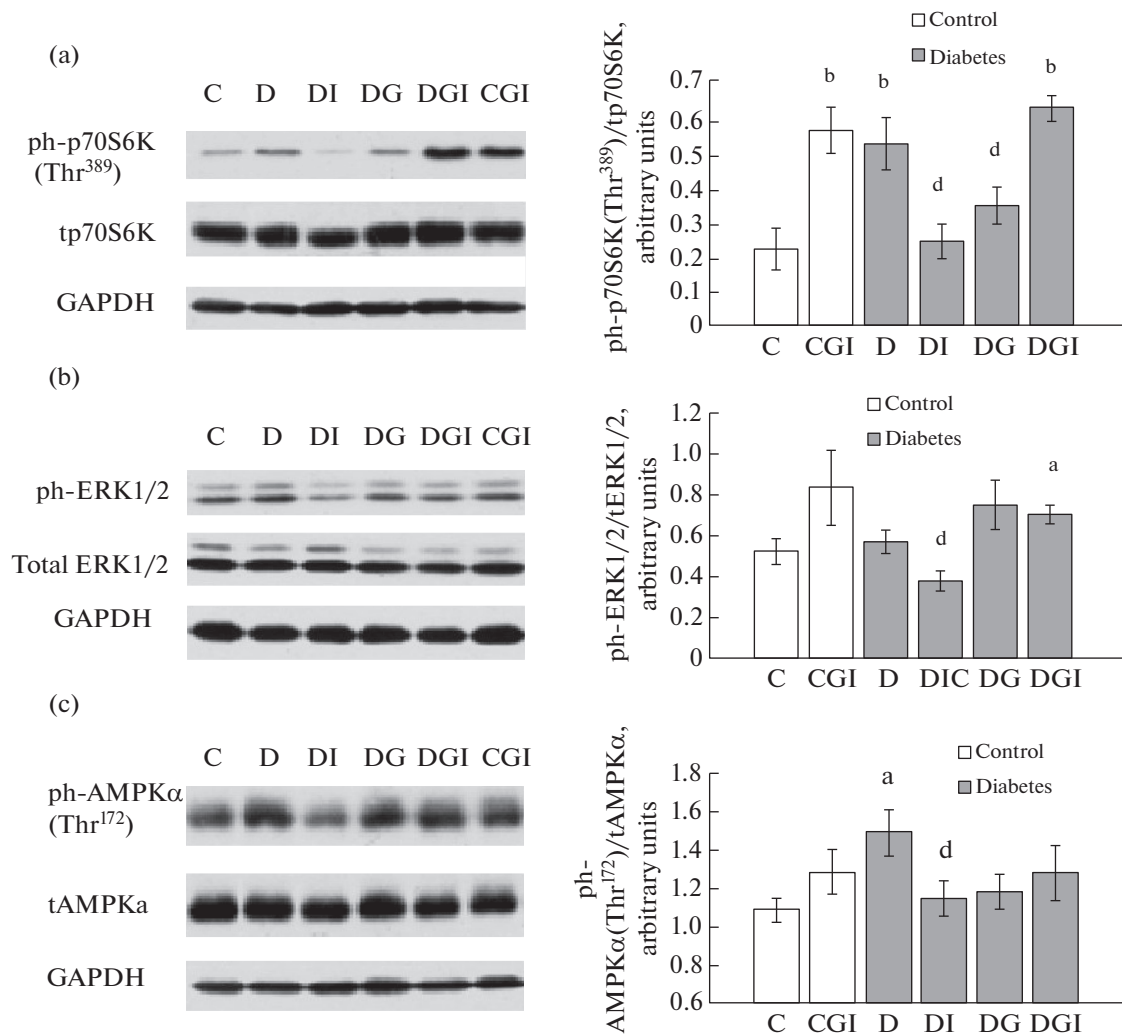 (a)
C D DI DG DGI CGI
ph-p70S6K
(Thr389)
tp70S6K
GAPDH
Control
Diabetes
ph-p70S6K(Thr389)/tp70S6K,
arbitrary units
0.7
0.6
0.5
0.4
0.3
0.2
0.1
0
b b d d b
C CGI D DI DG DGI
(b)
C D DI DG DGI CGI
ph-ERK1/2
Total ERK1/2
GAPDH
Control
Diabetes
ph-ERK1/2/tERK1/2,
arbitrary units
1.2
1.0
0.8
0.6
0.4
0.2
0
d a
C CGI D DIC DG DGI
(c)
C D DI DG DGI CGI
ph-AMPKα
(Thr172)
tAMPKa
GAPDH
Control
Diabetes
ph-
AMPKα(Thr172)/tAMPKα,
arbitrary units
1.8
1.6
1.4
1.2
1.0
0.8
0.6
a d
C CGI D DI DG DGI